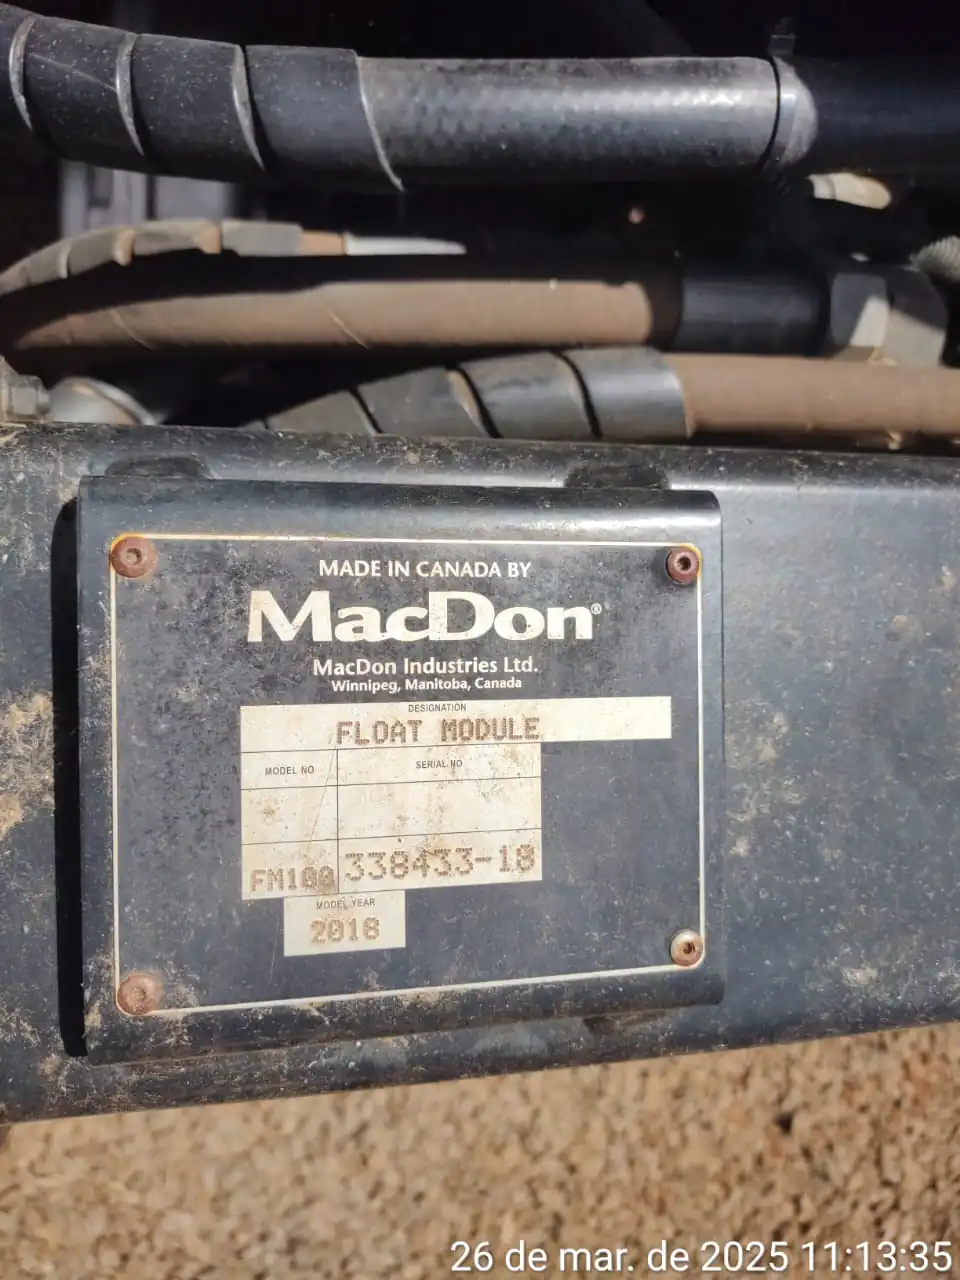 MADE IN CANADA BY
MacDon®
MacDon Industries Ltd.
Winnipeg, Manitoba, Canada
DESIGNATION
FLOAT MODULE
MODEL NO
SERIAL NO
FM100 338433-18
MODEL YEAR
2018
26 de mar. de 2025 11:13:35